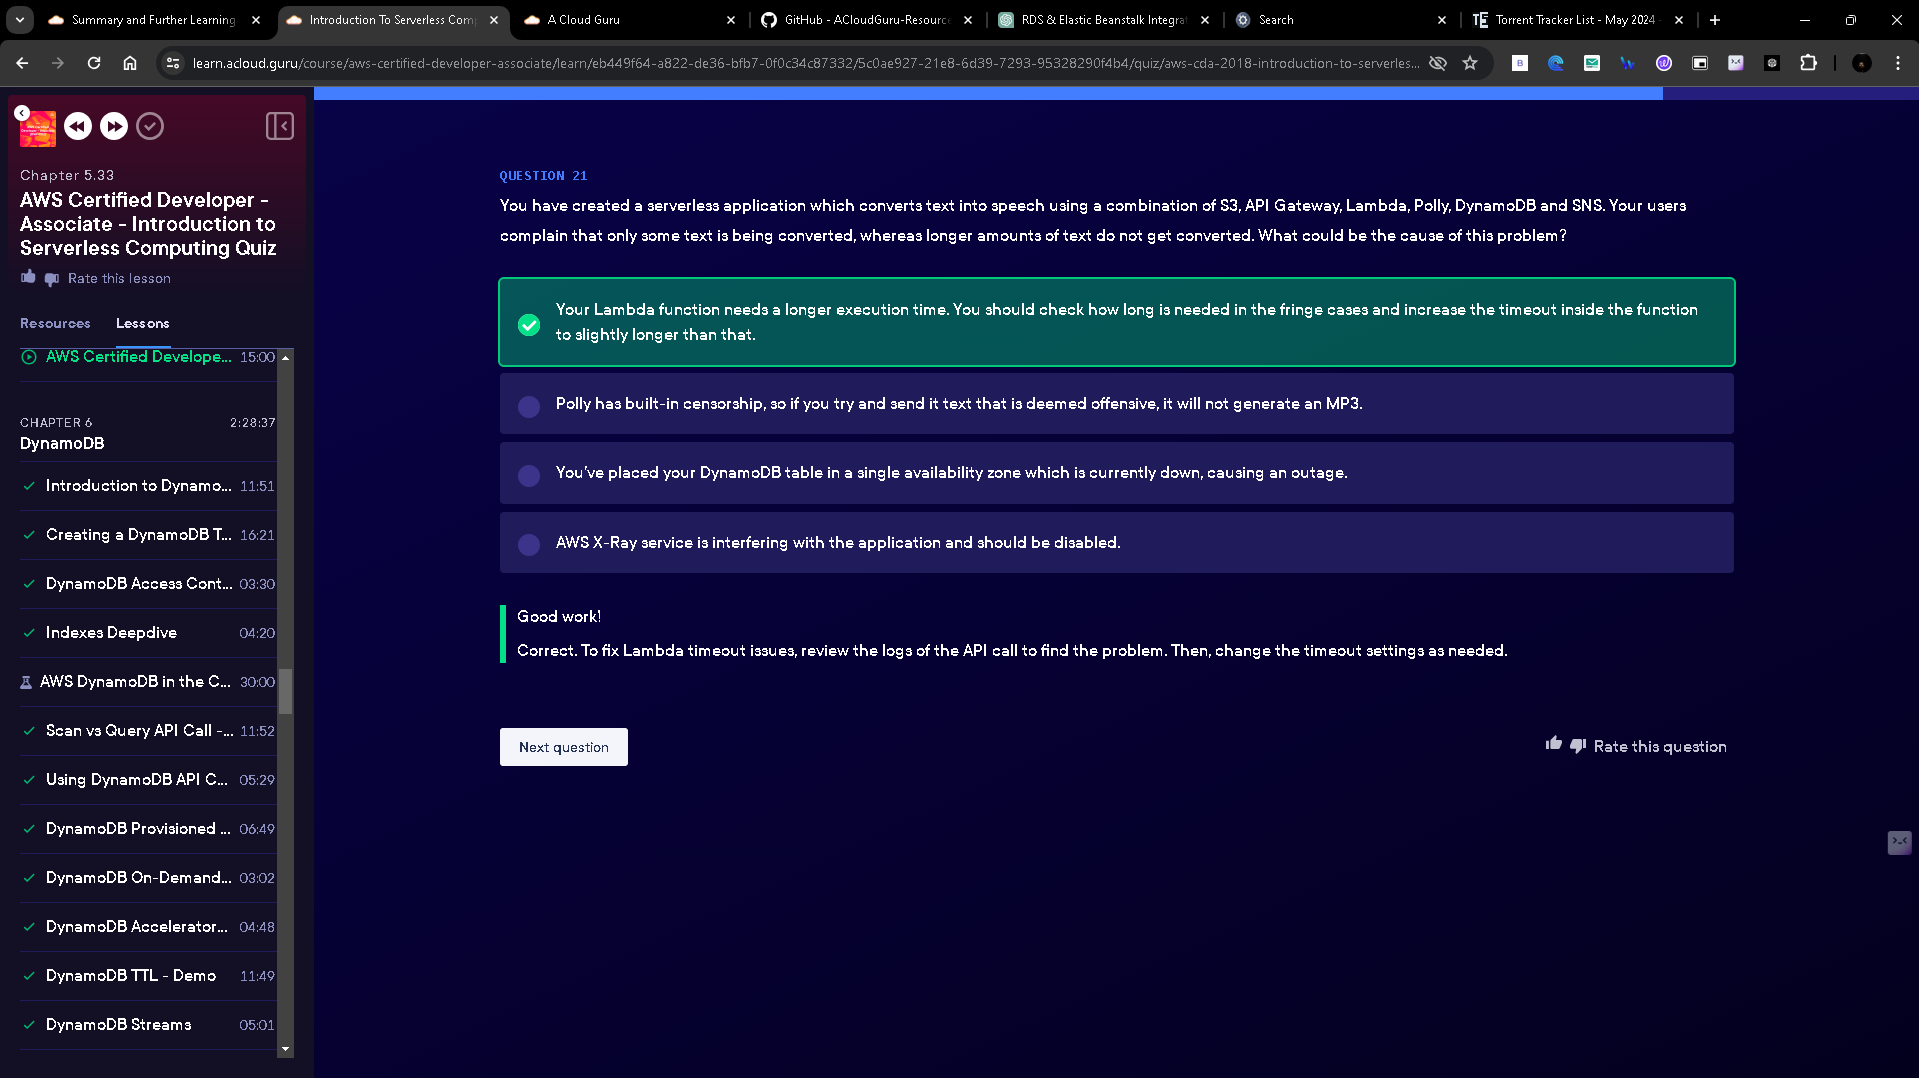 Summary and Further Learning
Introduction To Serverless Comp
A Cloud Guru
GitHub - ACloudGuru-Resource
RDS & Elastic Beanstalk Integrat
Search
Torrent Tracker List - May 2024 -
learn.acloud.guru/course/aws-certified-developer-associate/learn/eb449f64-a822-de36-bfb7-0f0c34c87332/5c0ae927-21e8-6d39-7293-95328290f4b4/quiz/aws-cda-2018-introduction-to-serverles...
Chapter 5.33
AWS Certified Developer -
Associate - Introduction to
Serverless Computing Quiz
Rate this lesson
Resources
Lessons
AWS Certified Develope... 15:00
CHAPTER 6 2:28:37
DynamoDB
Introduction to Dynamo... 11:51
Creating a DynamoDB T... 16:21
DynamoDB Access Cont... 03:30
Indexes Deepdive 04:20
AWS DynamoDB in the C... 30:00
Scan vs Query API Call -... 11:52
Using DynamoDB API C... 05:29
DynamoDB Provisioned ... 06:49
DynamoDB On-Demand... 03:02
DynamoDB Accelerator... 04:48
DynamoDB TTL - Demo 11:49
DynamoDB Streams 05:01
QUESTION 21
You have created a serverless application which converts text into speech using a combination of S3, API Gateway, Lambda, Polly, DynamoDB and SNS. Your users
complain that only some text is being converted, whereas longer amounts of text do not get converted. What could be the cause of this problem?
Your Lambda function needs a longer execution time. You should check how long is needed in the fringe cases and increase the timeout inside the function
to slightly longer than that.
Polly has built-in censorship, so if you try and send it text that is deemed offensive, it will not generate an MP3.
You've placed your DynamoDB table in a single availability zone which is currently down, causing an outage.
AWS X-Ray service is interfering with the application and should be disabled.
Good work!
Correct. To fix Lambda timeout issues, review the logs of the API call to find the problem. Then, change the timeout settings as needed.
Next question
Rate this question